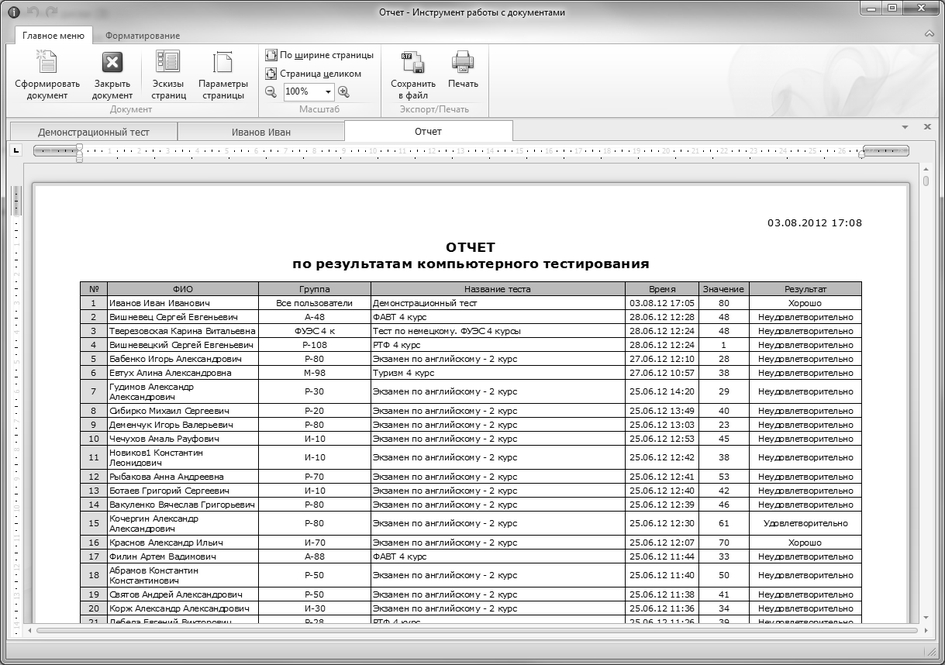 Отчет - Инструмент работы с документами
Главное меню Форматирование
По ширине страницы
Страница целиком
100%
Сформировать документ
Закрыть документ
Эскизы страниц
Параметры страницы
Сохранить в файл
Печать
Документ Масштаб Экспорт/Печать
Демонстрационный тест Иванов Иван Отчет
03.08.2012 17:08
ОТЧЕТ
по результатам компьютерного тестирования
№ ФИО Группа Название теста Время Значение Результат
1 Иванов Иван Иванович Все пользователи Демонстрационный тест 03.08.12 17:05 80 Хорошо
2 Вишневец Сергей Евгеньевич А-48 ФАВТ 4 курс 28.06.12 12:28 48 Неудовлетворительно
3 Тверезовская Карина Витальевна ФУЭС 4 к Тест по немецкому. ФУЭС 4 курсы 28.06.12 12:24 48 Неудовлетворительно
4 Вишневецкий Сергей Евгеньевич Р-108 РТФ 4 курс 28.06.12 12:24 1 Неудовлетворительно
5 Бабенко Игорь Александрович Р-80 Экзамен по английскому - 2 курс 27.06.12 12:10 28 Неудовлетворительно
6 Евтух Алина Александровна М-98 Туризм 4 курс 27.06.12 10:57 38 Неудовлетворительно
7 Гудимов Александр Александрович Р-30 Экзамен по английскому - 2 курс 25.06.12 14:20 29 Неудовлетворительно
8 Сибирко Михаил Сергеевич Р-20 Экзамен по английскому - 2 курс 25.06.12 13:49 40 Неудовлетворительно
9 Деменчук Игорь Валерьевич Р-80 Экзамен по английскому - 2 курс 25.06.12 13:03 23 Неудовлетворительно
10 Чечухов Амаль Рауфович И-10 Экзамен по английскому - 2 курс 25.06.12 12:53 45 Неудовлетворительно
11 Новиков1 Константин Леонидович И-10 Экзамен по английскому - 2 курс 25.06.12 12:42 38 Неудовлетворительно
12 Рыбакова Анна Андреевна Р-70 Экзамен по английскому - 2 курс 25.06.12 12:41 53 Неудовлетворительно
13 Ботаев Григорий Сергеевич И-10 Экзамен по английскому - 2 курс 25.06.12 12:40 42 Неудовлетворительно
14 Вакуленко Вячеслав Григорьевич Р-80 Экзамен по английскому - 2 курс 25.06.12 12:39 46 Неудовлетворительно
15 Кочергин Александр Александрович Р-80 Экзамен по английскому - 2 курс 25.06.12 12:30 61 Удовлетворительно
16 Краснов Александр Ильич И-70 Экзамен по английскому - 2 курс 25.06.12 12:07 70 Хорошо
17 Филин Артем Вадимович А-88 ФАВТ 4 курс 25.06.12 11:44 33 Неудовлетворительно
18 Абрамов Константин Константинович Р-50 Экзамен по английскому - 2 курс 25.06.12 11:40 50 Неудовлетворительно
19 Святов Андрей Александрович Р-50 Экзамен по английскому - 2 курс 25.06.12 11:38 41 Неудовлетворительно
20 Корж Александр Александрович И-30 Экзамен по английскому - 2 курс 25.06.12 11:36 34 Неудовлетворительно